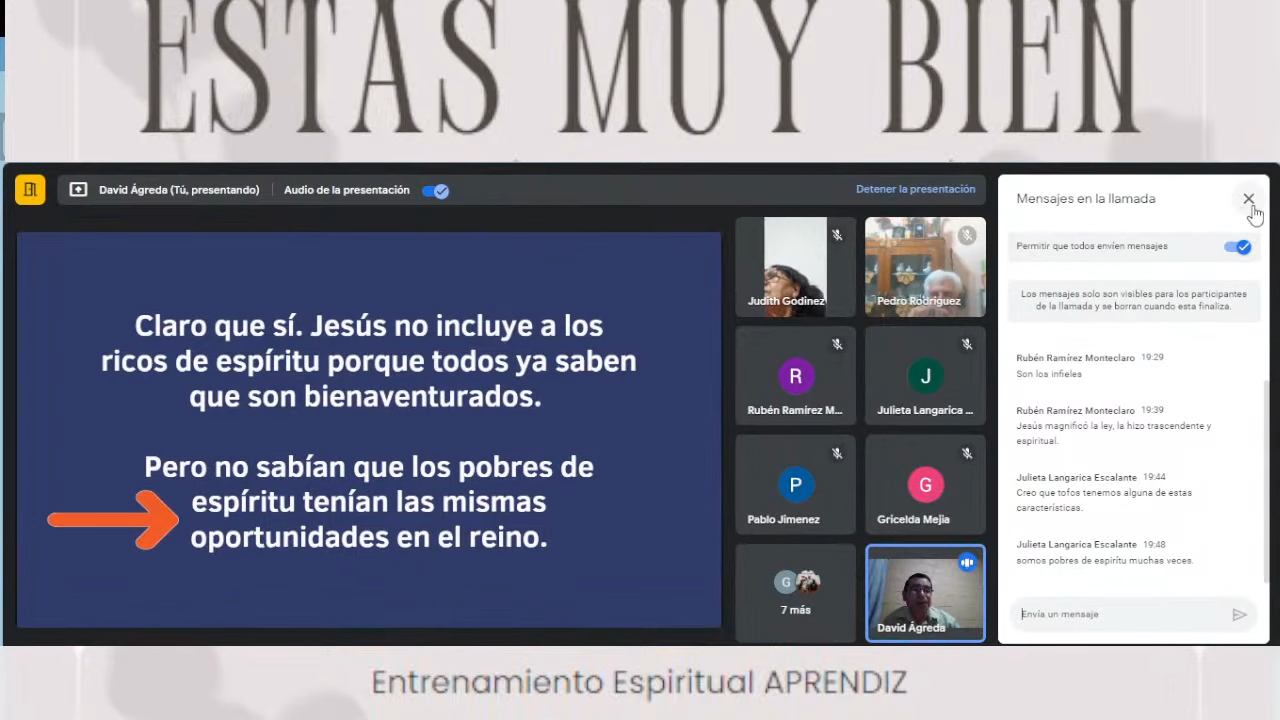 ESTAS MUY BIEN
David Ágreda (Tú, presentando)
Audio de la presentación
Detener la presentación
Claro que sí. Jesús no incluye a los
ricos de espíritu porque todos ya saben
que son bienaventurados.
Pero no sabían que los pobres de
espíritu tenían las mismas
oportunidades en el reino.
Judith Godinez
Pedro Rodriguez
R
Rubén Ramírez M...
J
Julieta Langarica ...
P
Pablo Jimenez
G
Gricelda Mejia
G
7 más
David Ágreda
Mensajes en la llamada
Permitir que todos envíen mensajes
Los mensajes solo son visibles para los participantes
de la llamada y se borran cuando esta finaliza.
Rubén Ramírez Monteclaro 19:29
Son los infieles
Rubén Ramírez Monteclaro 19:39
Jesús magnificó la ley, la hizo trascendente y
espiritual.
Julieta Langarica Escalante 19:44
Creo que tofos tenemos alguna de estas
características.
Julieta Langarica Escalante 19:48
somos pobres de espirítu muchas veces.
Envía un mensaje
Entrenamiento Espiritual APRENDIZ